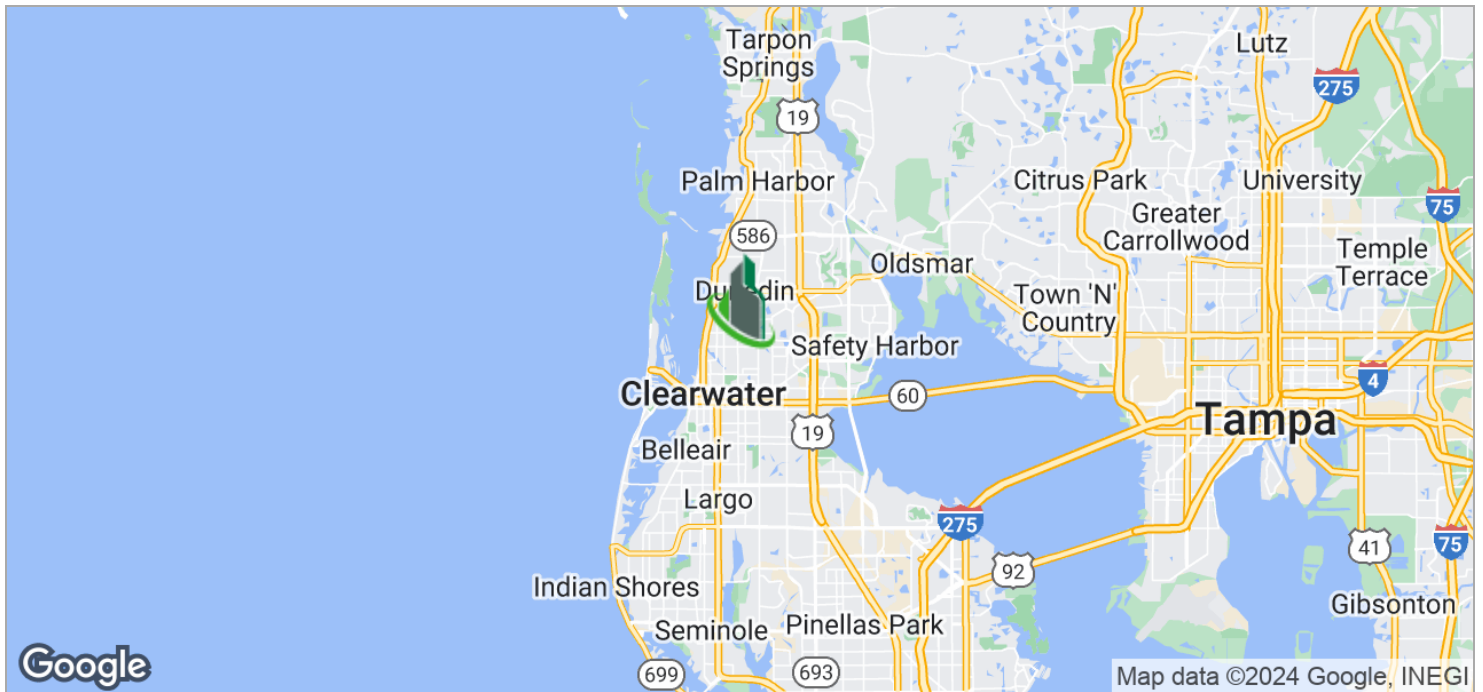 Tarpon
Springs
Lutz
275
19
Palm Harbor
Citrus Park
University
75
586
Greater
Carrollwood
Temple
Terrace
Oldsmar
Dunedin
Town 'N'
Country
Safety Harbor
4
Clearwater
60
Tampa
19
Belleair
Largo
275
41
75
92
Indian Shores
Gibsonton
Seminole
Pinellas Park
Google
699
693
Map data ©2024 Google, INEGI